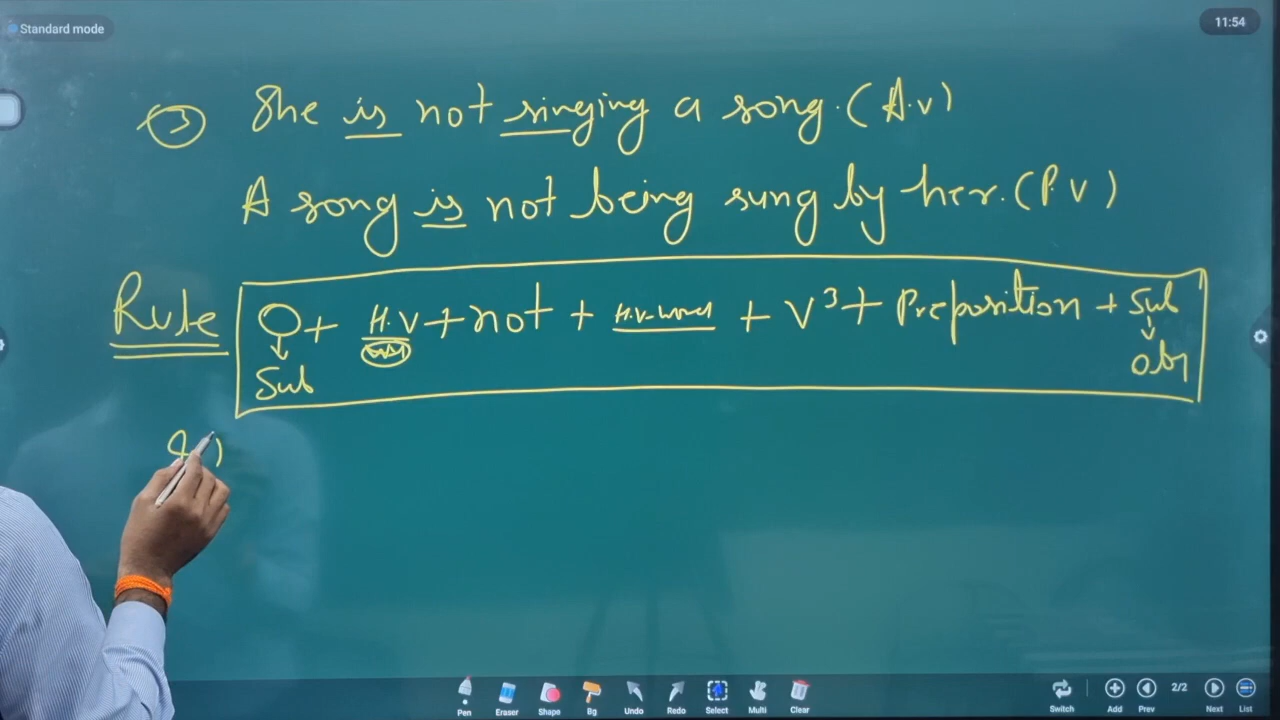 Standard mode
11:54
3 She is not singing a song. (A.V)
A song is not being sung by her. (P.V)
Rule O + H.V + not + H.V-word + V³ + Preposition + Sub
Sub
Obj
Pen Eraser Shape Bg Undo Redo Select Multi Clear Switch Add Prev 2/2 Next List